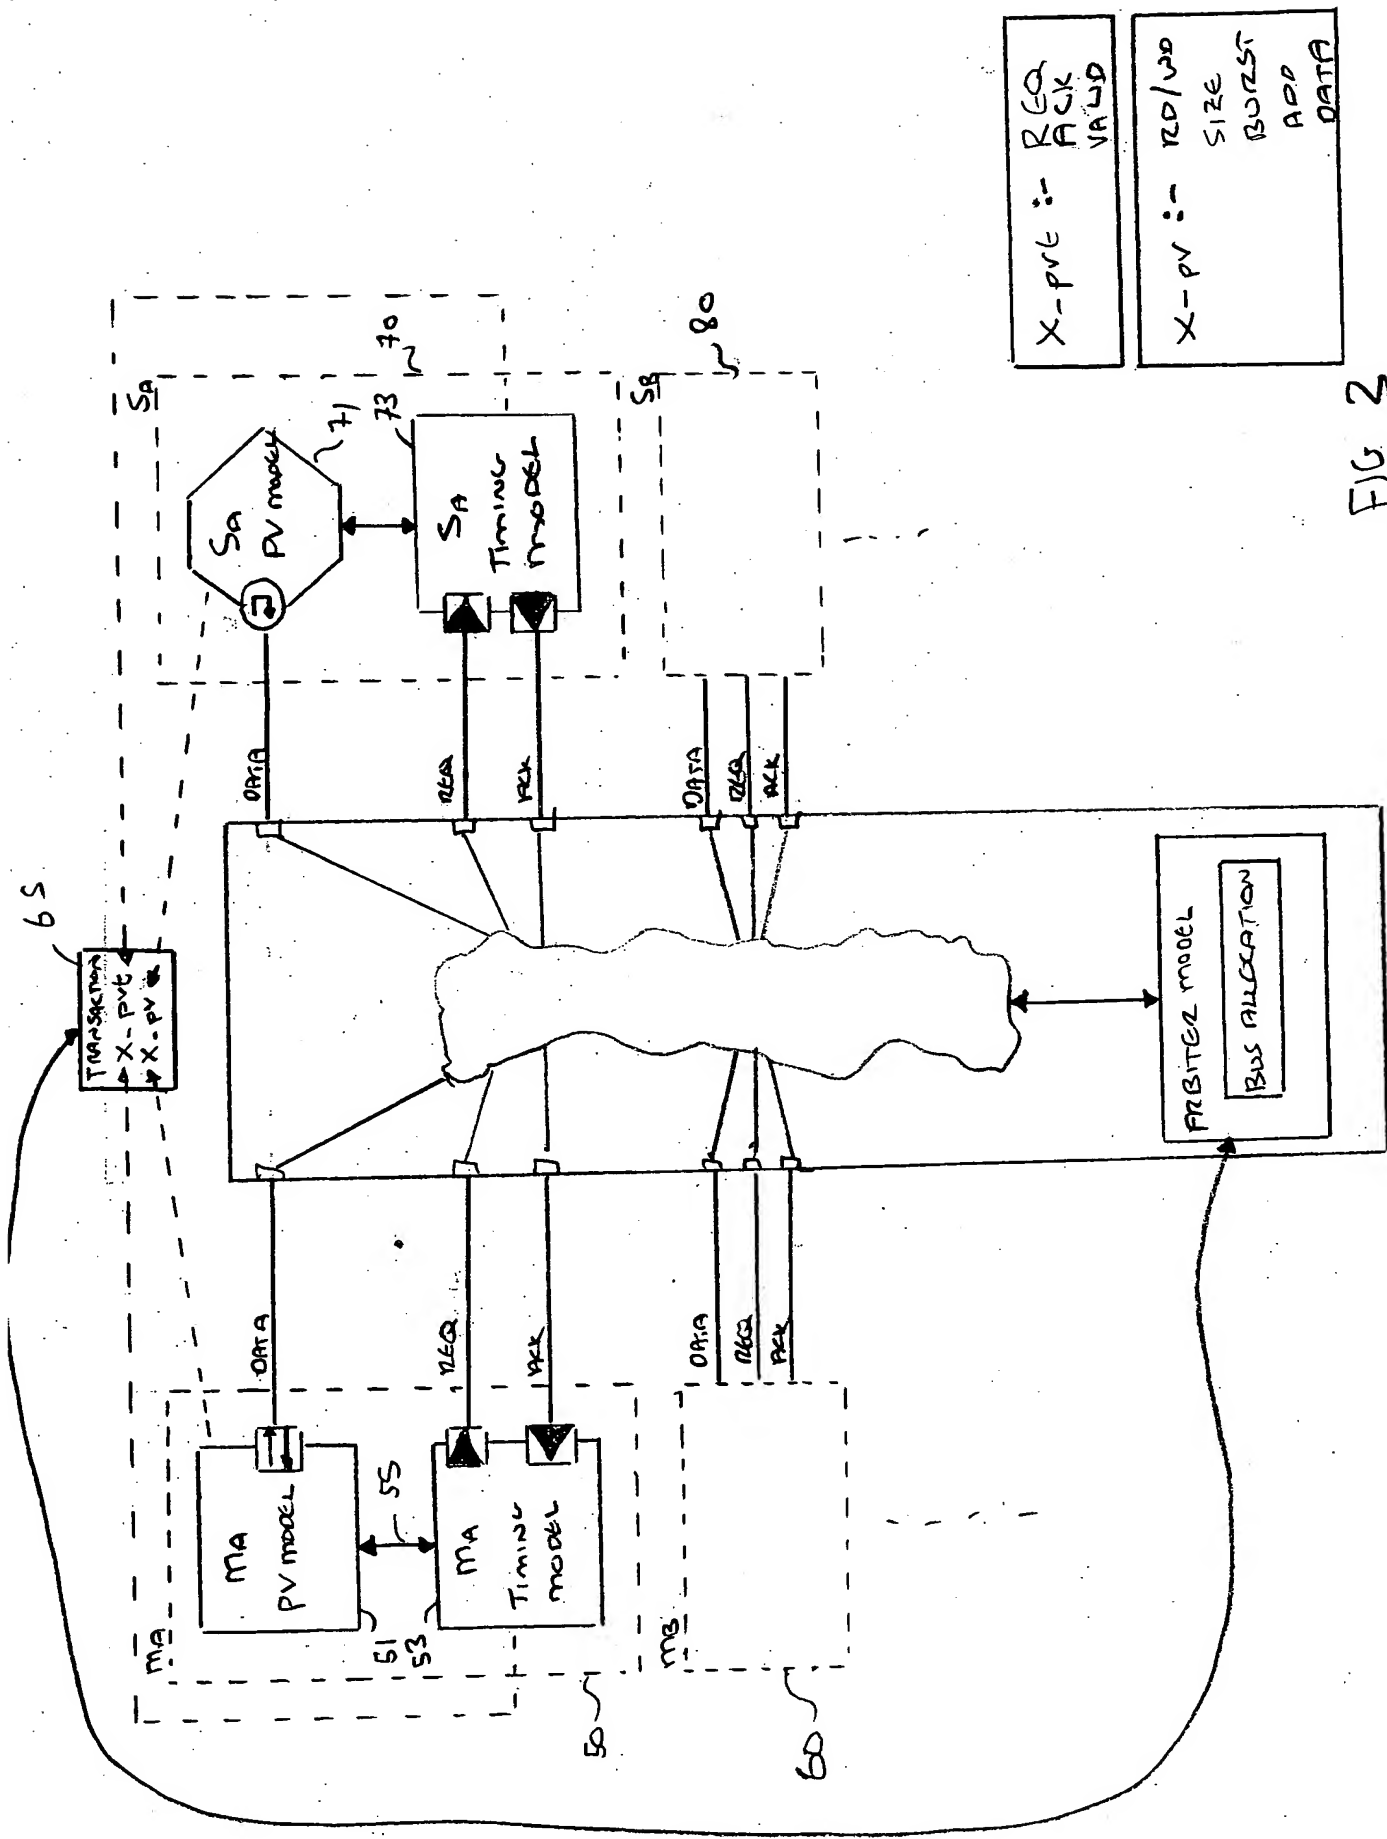 65
TRANSACTION
X-pvt
X-pv
MA
MA
PV MODEL
51
55
53
MA
TIMING
MODEL
50
DATA
REQ
ACK
MB
60
DATA
REQ
ACK
SA
SA
PV MODEL
71
70
73
SA
TIMING
MODEL
DATA
REQ
ACK
SB
80
DATA
REQ
ACK
ARBITER MODEL
BUS ALLOCATION
X-pvt :- REQ
ACK
VALID
X-pv :- RD/WD
SIZE
BURST
ADD
DATA
FIG 3